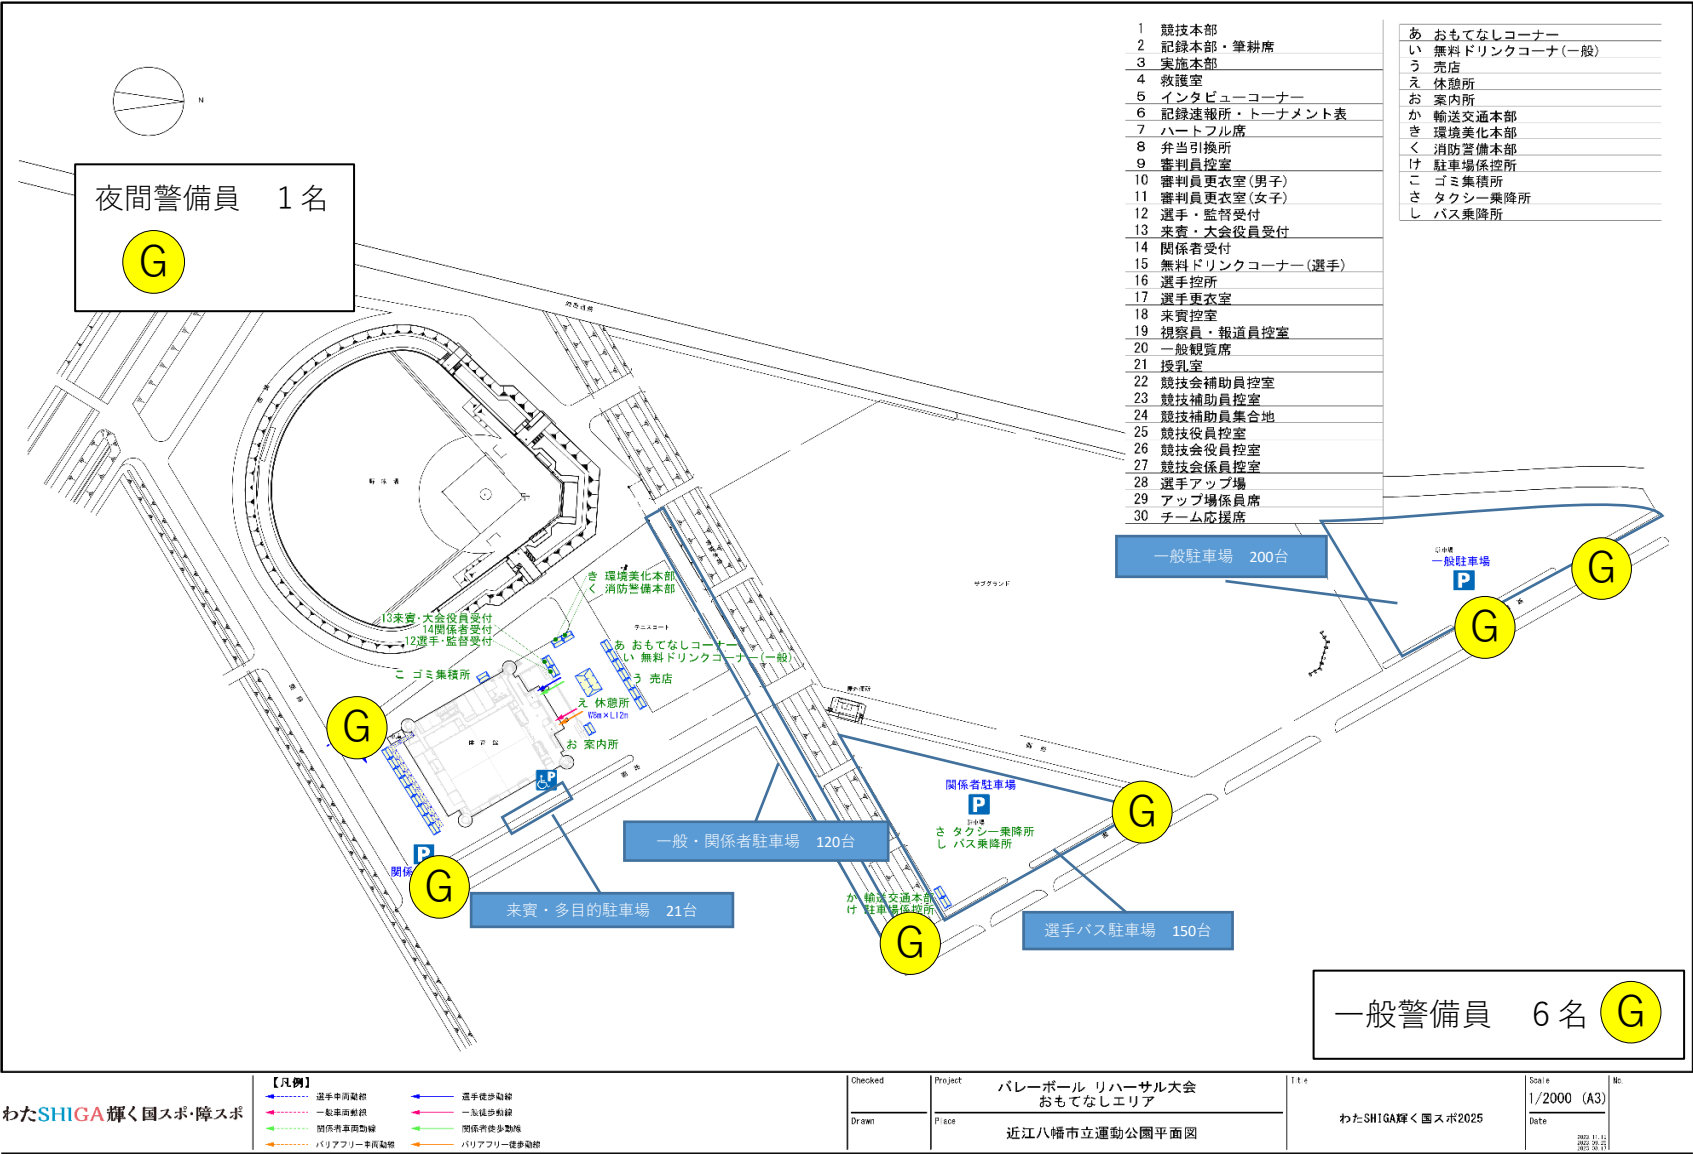 N
夜間警備員　1名
G
1 競技本部
2 記録本部・筆耕席
3 実施本部
4 救護室
5 インタビューコーナー
6 記録速報所・トーナメント表
7 ハートフル席
8 弁当引換所
9 審判員控室
10 審判員更衣室(男子)
11 審判員更衣室(女子)
12 選手・監督受付
13 来賓・大会役員受付
14 関係者受付
15 無料ドリンクコーナー(選手)
16 選手控所
17 選手更衣室
18 来賓控室
19 視察員・報道員控室
20 一般観覧席
21 授乳室
22 競技会補助員控室
23 競技補助員控室
24 競技補助員集合地
25 競技役員控室
26 競技会役員控室
27 競技会係員控室
28 選手アップ場
29 アップ場係員席
30 チーム応援席
あ おもてなしコーナー
い 無料ドリンクコーナ(一般)
う 売店
え 休憩所
お 案内所
か 輸送交通本部
き 環境美化本部
く 消防警備本部
け 駐車場係控所
こ ゴミ集積所
さ タクシー乗降所
し バス乗降所
野球場
サブグランド
テニスコート
体育館
き 環境美化本部
く 消防警備本部
13来賓・大会役員受付
14関係者受付
12選手・監督受付
あ おもてなしコーナー
い 無料ドリンクコーナー(一般)
う 売店
こ ゴミ集積所
え 休憩所
W6m×L12m
お 案内所
一般駐車場　200台
駐車場
一般駐車場
P
G
G
G
G
G
G
P
P
関係
関係者駐車場
P
駐車場
さ タクシー乗降所
し バス乗降所
一般・関係者駐車場　120台
来賓・多目的駐車場　21台
か 輸送交通本部
け 駐車場係控所
選手バス駐車場　150台
一般警備員　6名 G
わたSHIGA輝く国スポ・障スポ
【凡例】
選手車両動線
選手徒歩動線
一般車両動線
一般徒歩動線
関係者車両動線
関係者徒歩動線
バリアフリー車両動線
バリアフリー徒歩動線
Checked
Drawn
Project
バレーボール リハーサル大会
おもてなしエリア
Place
近江八幡市立運動公園平面図
わたSHIGA輝く国スポ2025
Scale
1/2000 (A3)
Date
No.